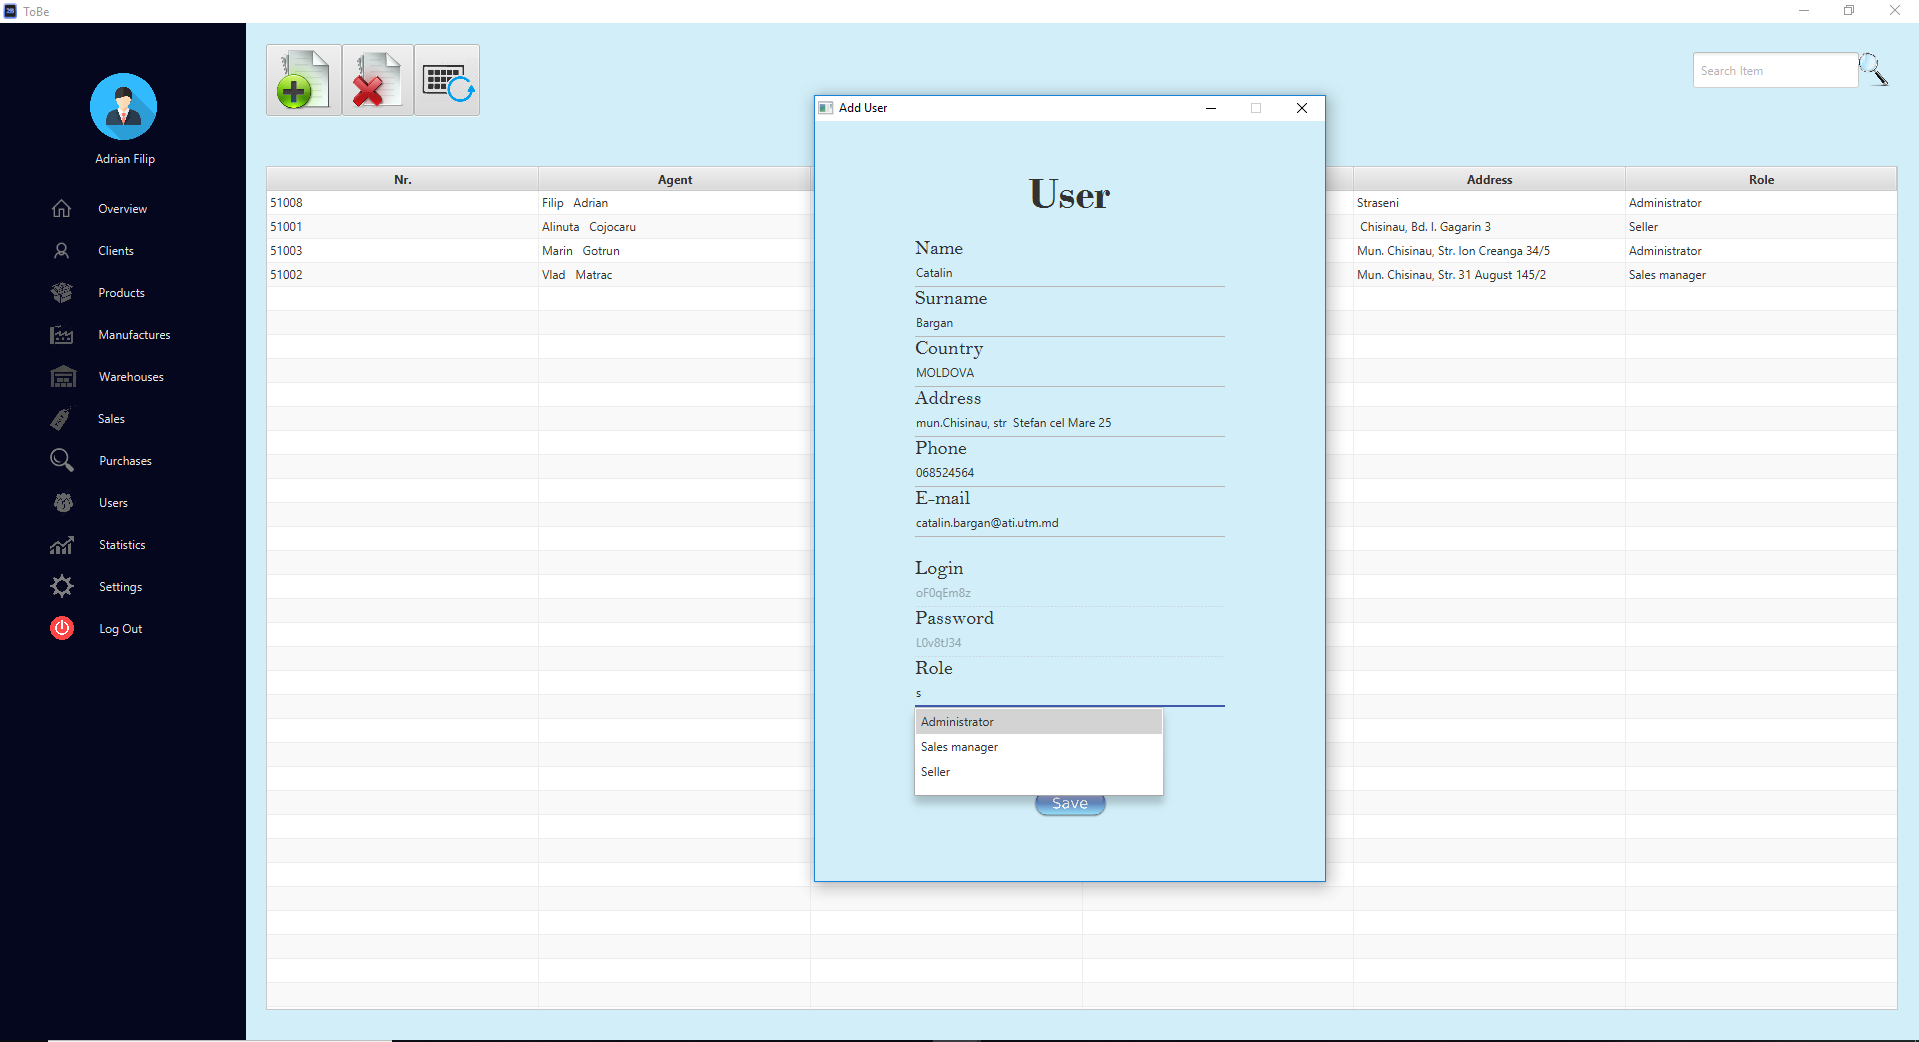 ToBe
Adrian Filip
Overview
Clients
Products
Manufactures
Warehouses
Sales
Purchases
Users
Statistics
Settings
Log Out
Search Item
Nr. Agent Address Role
51008 Filip Adrian Straseni Administrator
51001 Alinuta Cojocaru Chisinau, Bd. I. Gagarin 3 Seller
51003 Marin Gotrun Mun. Chisinau, Str. Ion Creanga 34/5 Administrator
51002 Vlad Matrac Mun. Chisinau, Str. 31 August 145/2 Sales manager
Add User
User
Name
Catalin
Surname
Bargan
Country
MOLDOVA
Address
mun.Chisinau, str Stefan cel Mare 25
Phone
068524564
E-mail
catalin.bargan@ati.utm.md
Login
oF0qEm8z
Password
L0v8tJ34
Role
s
Administrator
Sales manager
Seller
Save